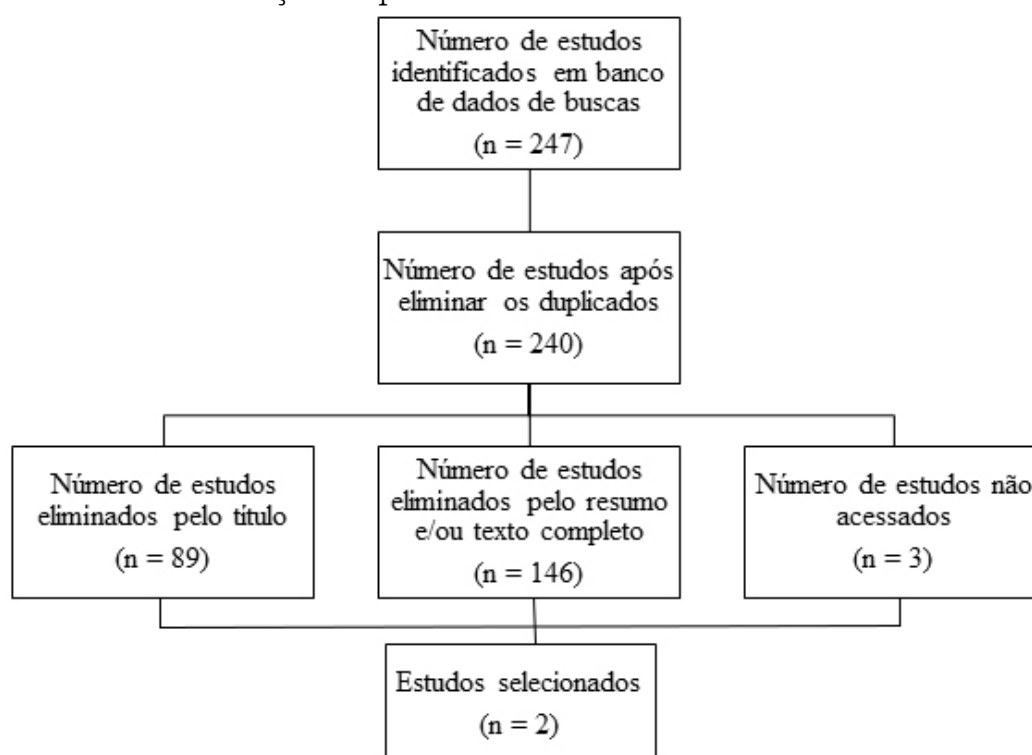 Número de estudos
identificados em banco
de dados de buscas
(n = 247)
Número de estudos após
eliminar os duplicados
(n = 240)
Número de estudos
eliminados pelo título
(n = 89)
Número de estudos
eliminados pelo resumo
e/ou texto completo
(n = 146)
Número de estudos não
acessados
(n = 3)
Estudos selecionados
(n = 2)